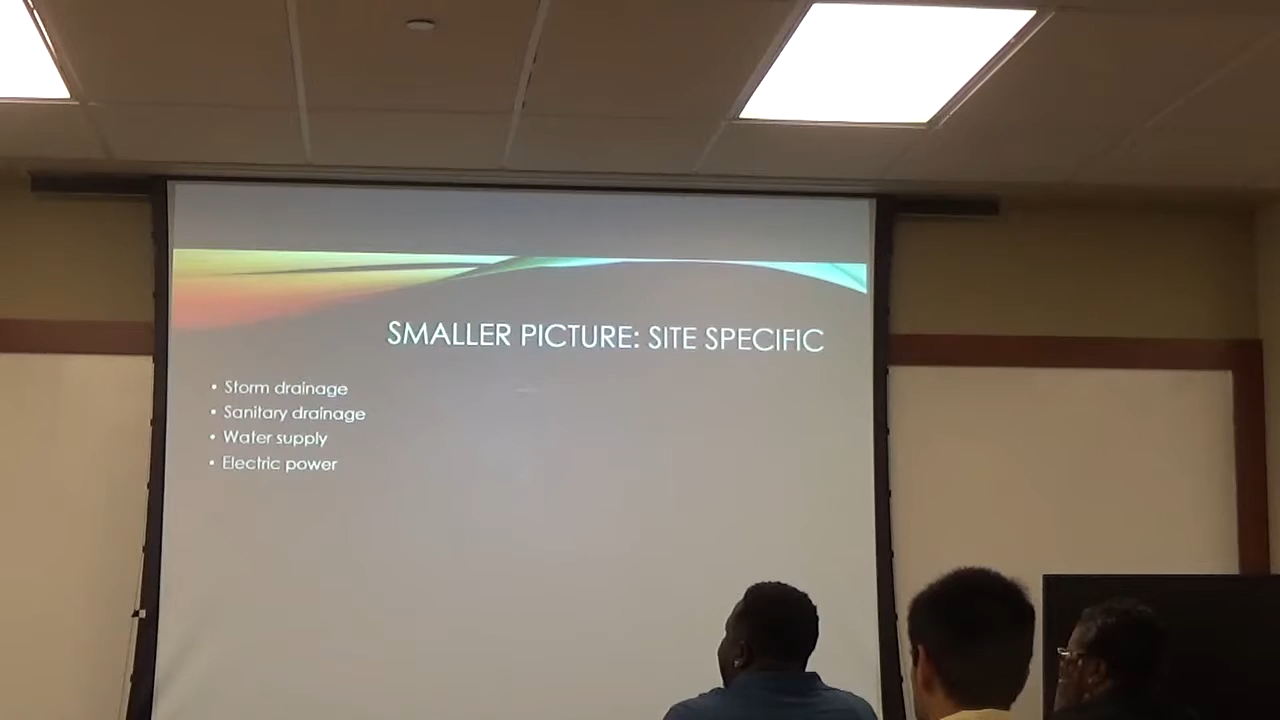 SMALLER PICTURE: SITE SPECIFIC
• Storm drainage
• Sanitary drainage
• Water supply
• Electric power